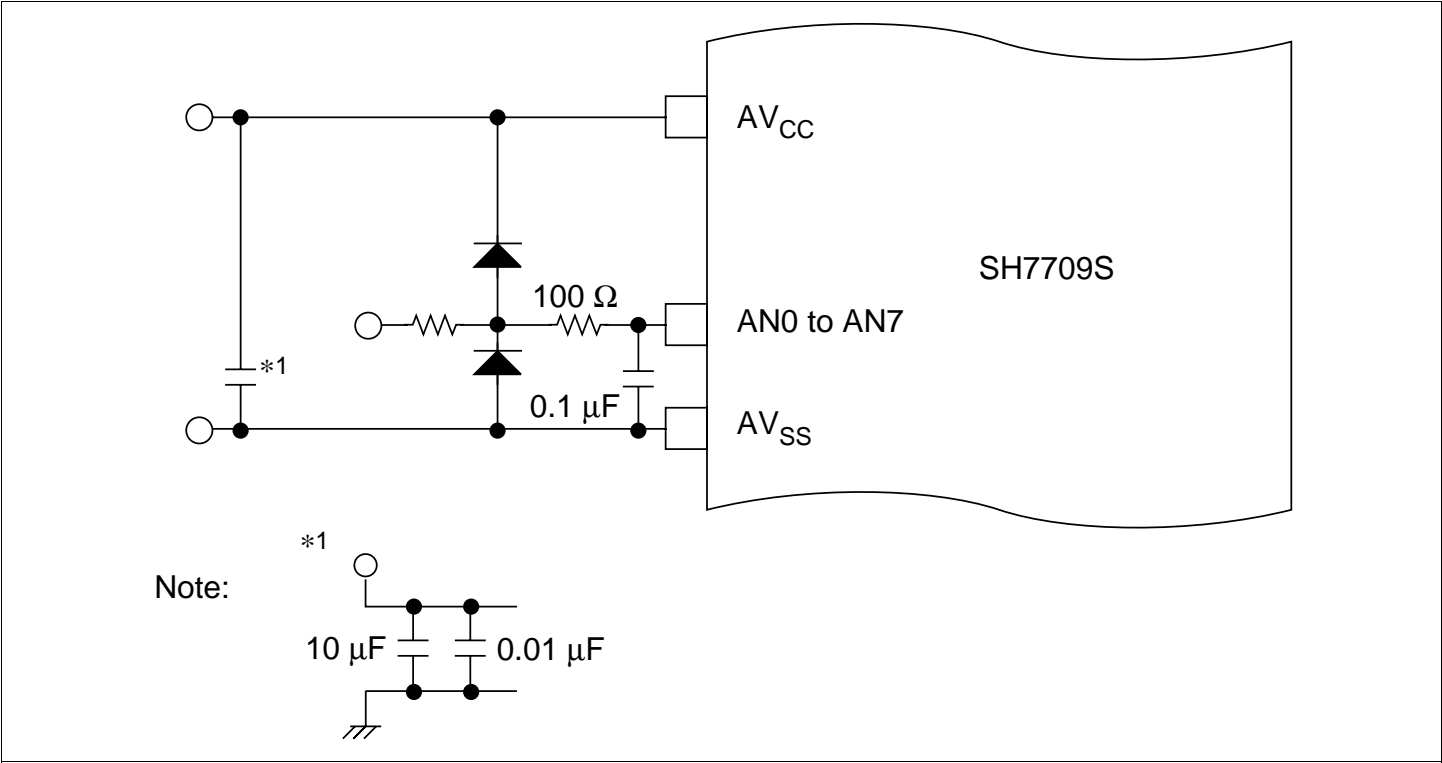 AVCC
SH7709S
100 Ω
AN0 to AN7
*1
0.1 μF
AVSS
*1
Note:
10 μF
0.01 μF